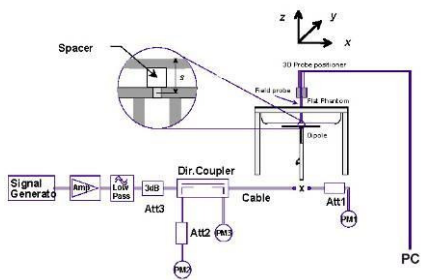 z
y
x
Spacer
s
3D Probe positioner
Field probe
Flat Phantom
Dipole
Signal
Generato
Amp
Low
Pass
3dB
Att3
Dir.Coupler
Cable
x
Att1
PM1
Att2
PM3
PM2
PC